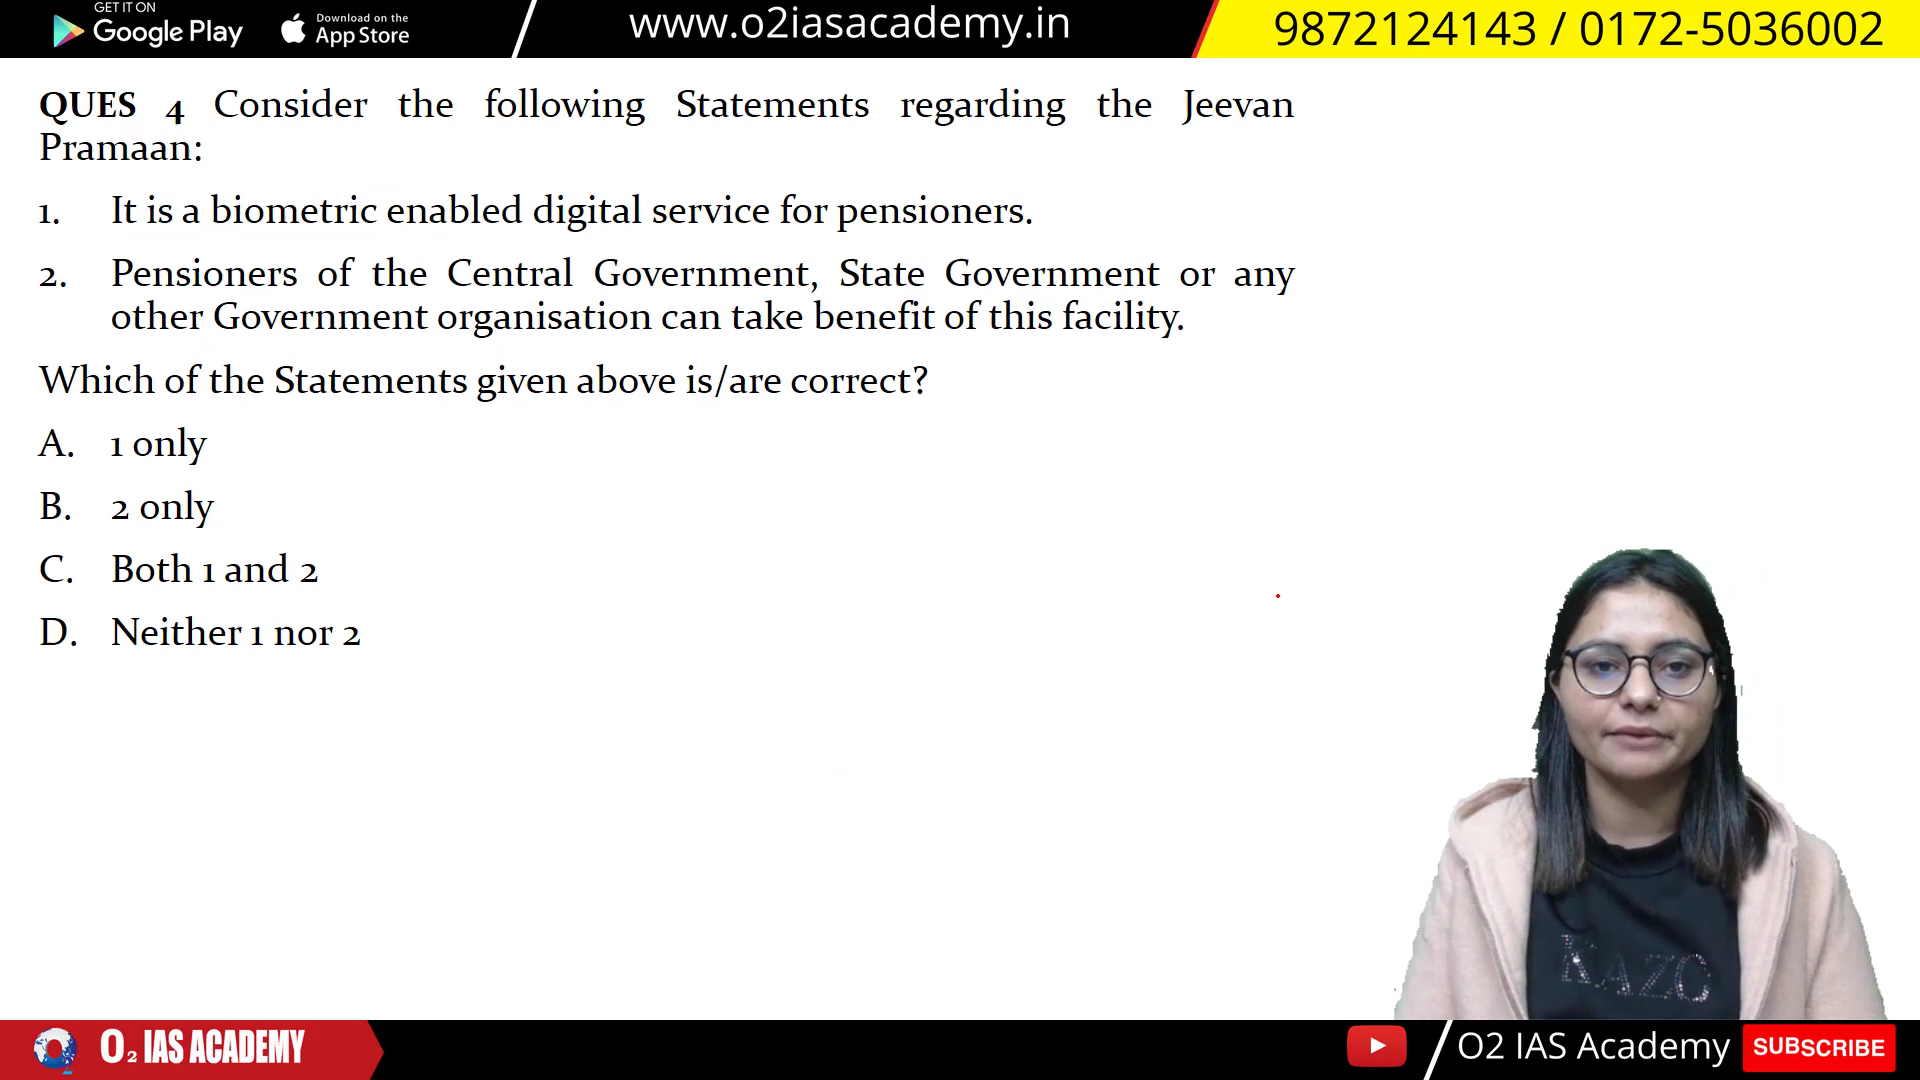 GET IT ON
Google Play
Download on the
App Store
www.o2iasacademy.in
9872124143 / 0172-5036002
QUES 4 Consider the following Statements regarding the Jeevan
Pramaan:
1. It is a biometric enabled digital service for pensioners.
2. Pensioners of the Central Government, State Government or any
other Government organisation can take benefit of this facility.
Which of the Statements given above is/are correct?
A. 1 only
B. 2 only
C. Both 1 and 2
D. Neither 1 nor 2
KAZO
O2 IAS ACADEMY
O2 IAS Academy
SUBSCRIBE